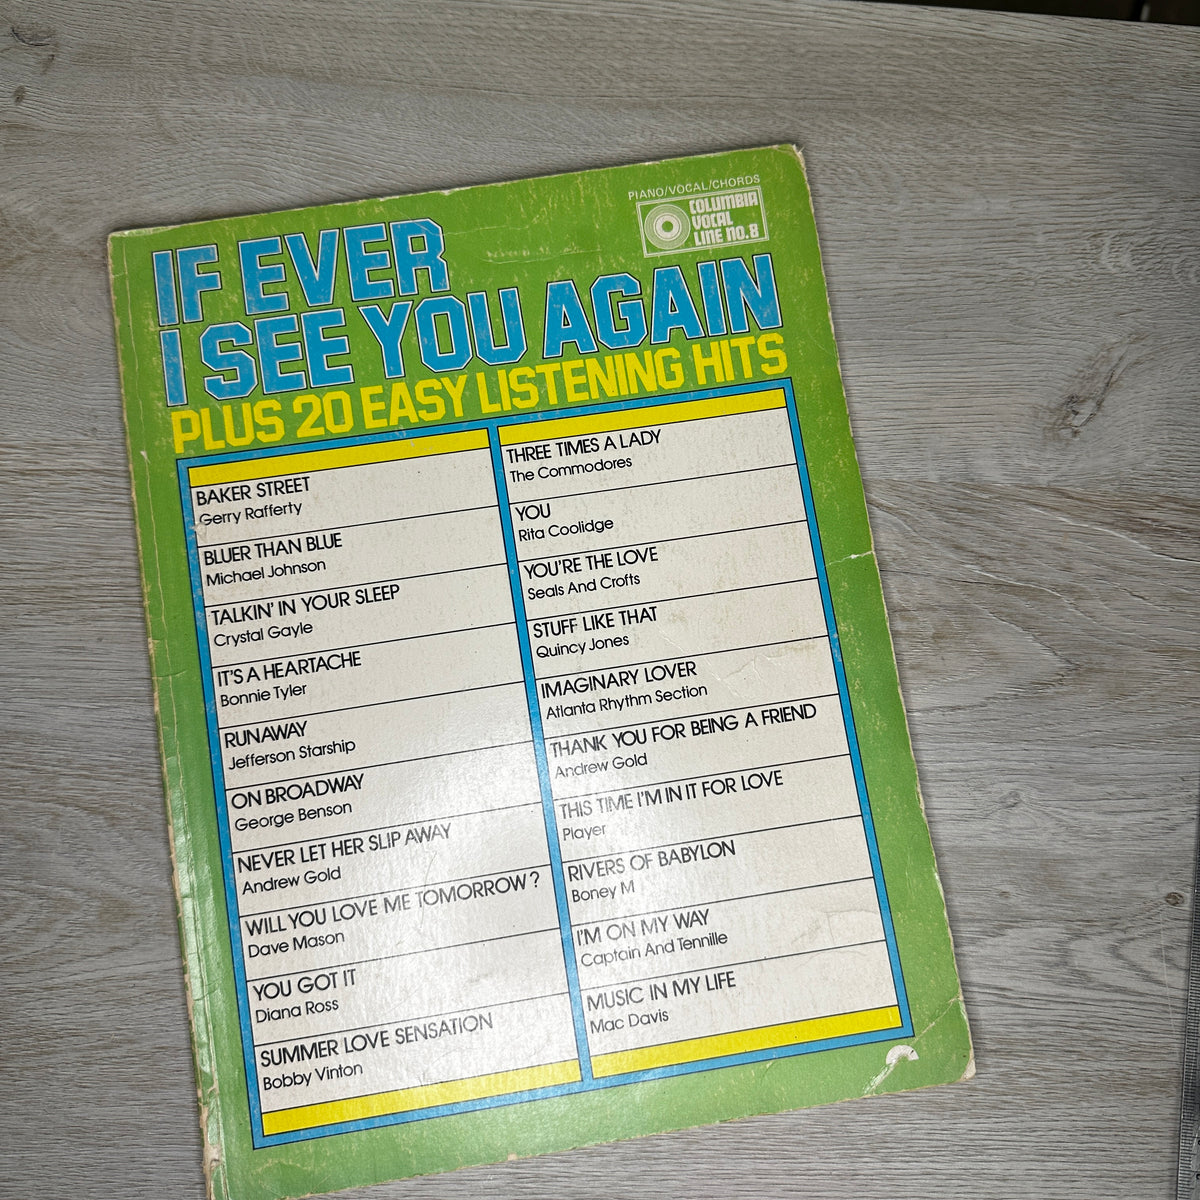 PIANO/VOCAL/CHORDS
COLUMBIA
VOCAL
LINE no.8
IF EVER
I SEE YOU AGAIN
PLUS 20 EASY LISTENING HITS
BAKER STREET
Gerry Rafferty
BLUER THAN BLUE
Michael Johnson
TALKIN' IN YOUR SLEEP
Crystal Gayle
IT'S A HEARTACHE
Bonnie Tyler
RUNAWAY
Jefferson Starship
ON BROADWAY
George Benson
NEVER LET HER SLIP AWAY
Andrew Gold
WILL YOU LOVE ME TOMORROW?
Dave Mason
YOU GOT IT
Diana Ross
SUMMER LOVE SENSATION
Bobby Vinton
THREE TIMES A LADY
The Commodores
YOU
Rita Coolidge
YOU'RE THE LOVE
Seals And Crofts
STUFF LIKE THAT
Quincy Jones
IMAGINARY LOVER
Atlanta Rhythm Section
THANK YOU FOR BEING A FRIEND
Andrew Gold
THIS TIME I'M IN IT FOR LOVE
Player
RIVERS OF BABYLON
Boney M
I'M ON MY WAY
Captain And Tennille
MUSIC IN MY LIFE
Mac Davis